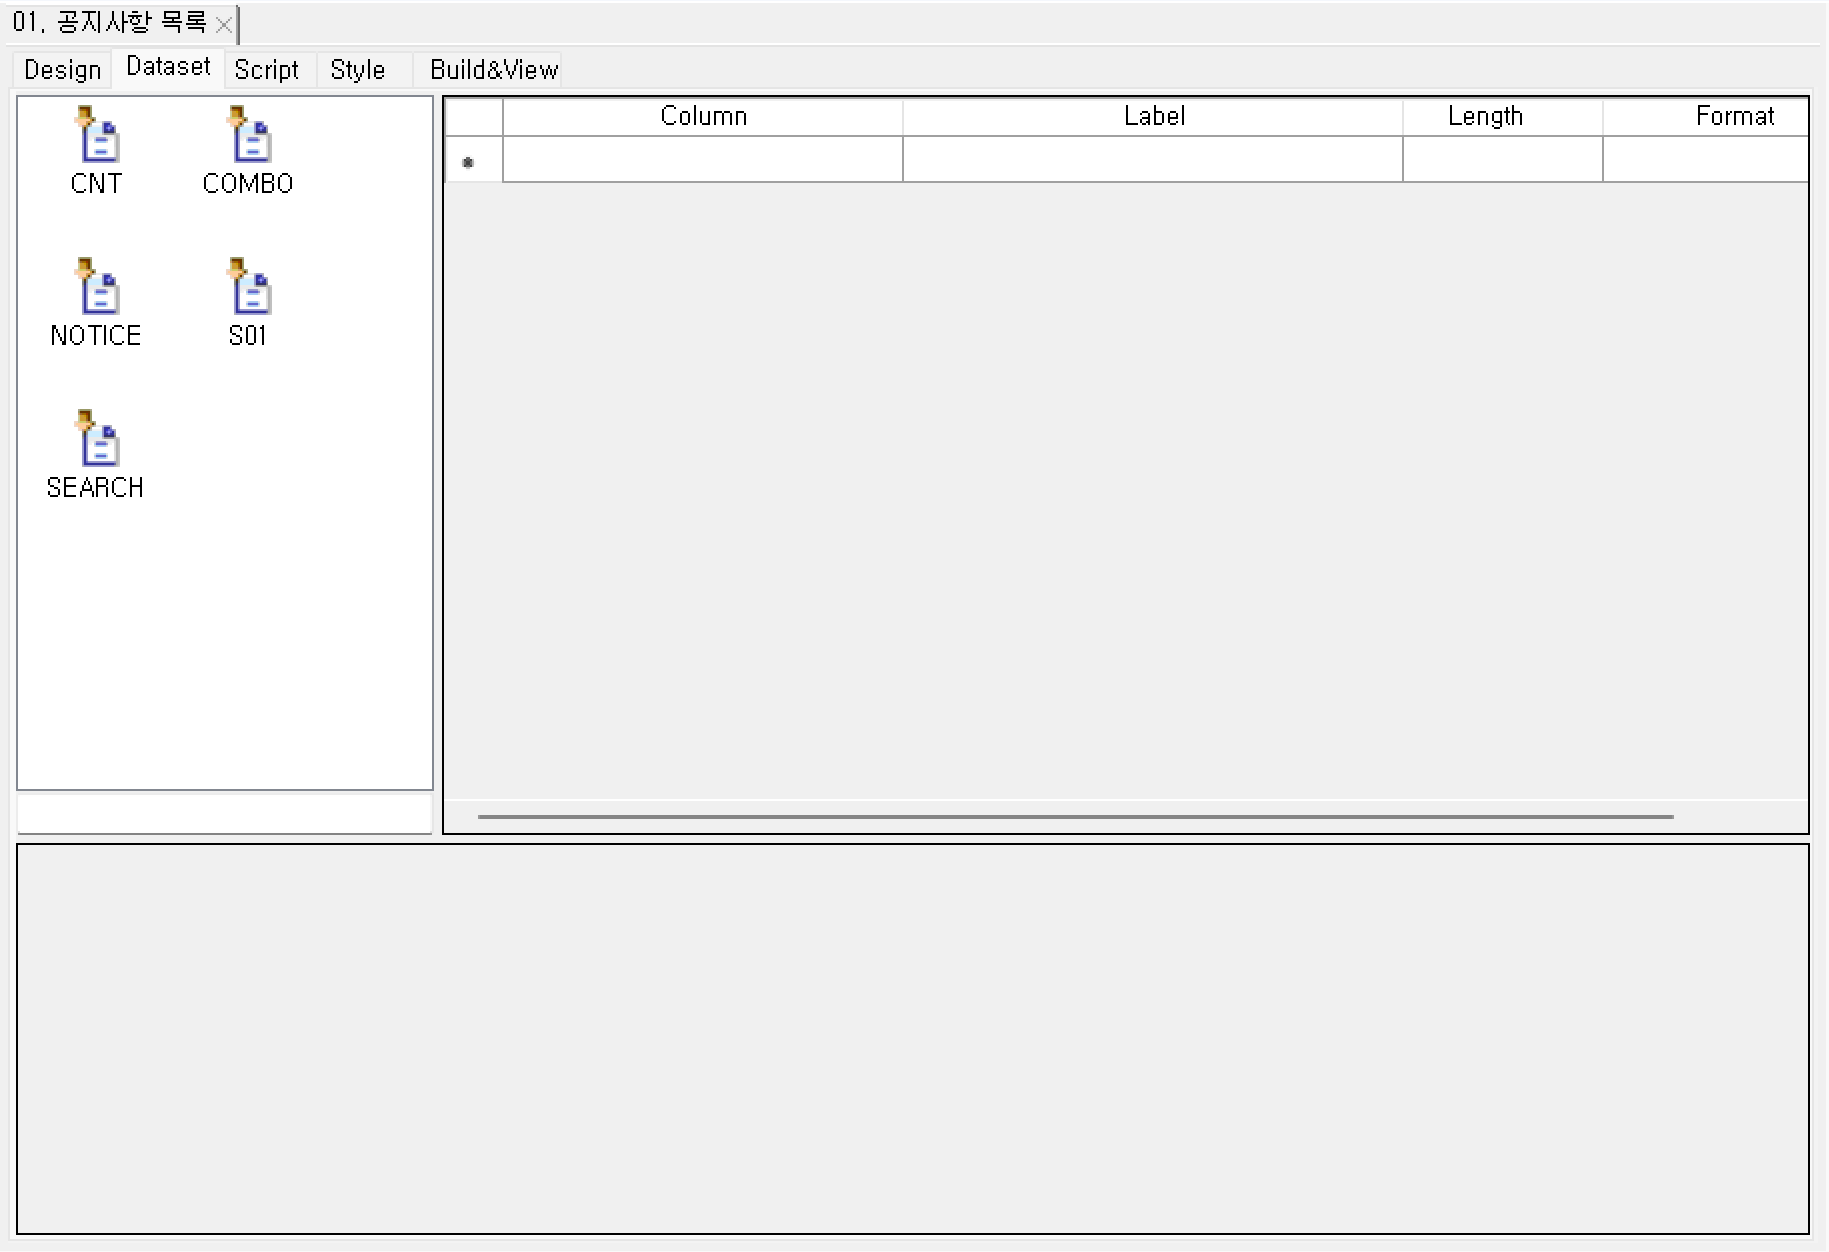 01. 공지사항 목록
Design Dataset Script Style Build&View
Column Label Length Format
CNT COMBO
NOTICE S01
SEARCH